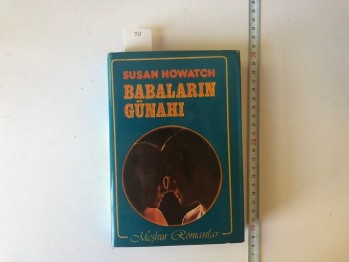 SUSAN HOWATCH
BABALARIN
GÜNAHI
Meşhur Romanlar